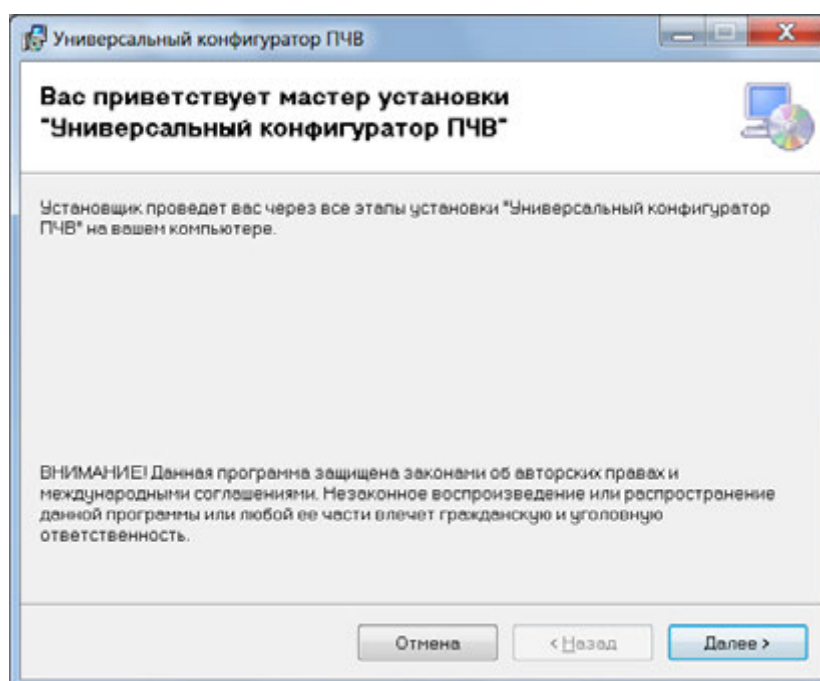 Универсальный конфигуратор ПЧВ
Вас приветствует мастер установки
"Универсальный конфигуратор ПЧВ"
Установщик проведет вас через все этапы установки "Универсальный конфигуратор
ПЧВ" на вашем компьютере.
ВНИМАНИЕ! Данная программа защищена законами об авторских правах и
международными соглашениями. Незаконное воспроизведение или распространение
данной программы или любой ее части влечет гражданскую и уголовную
ответственность.
Отмена
< Назад
Далее >